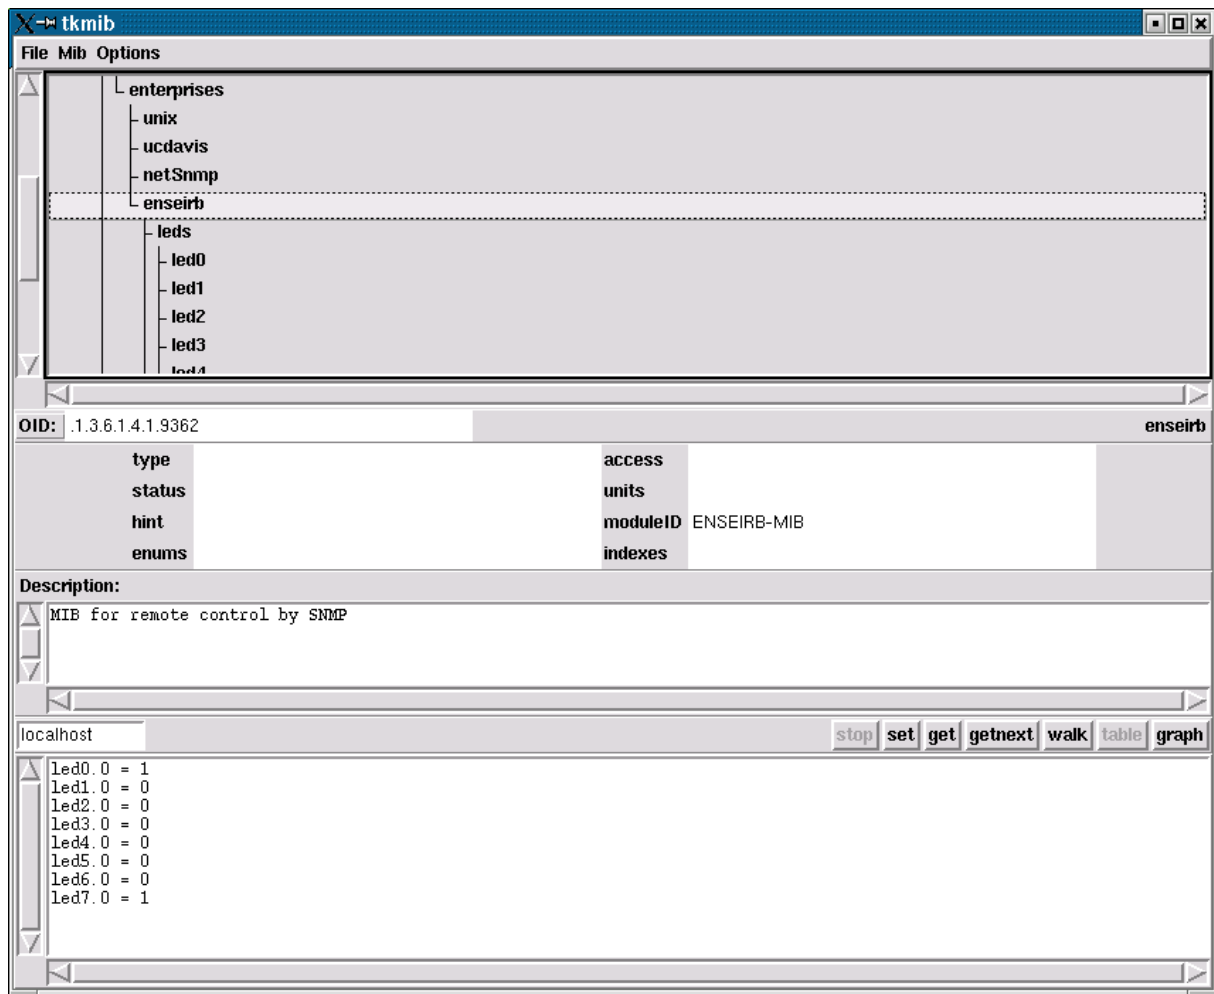 tkmib
File Mib Options
enterprises
unix
ucdavis
netSnmp
enseirb
leds
led0
led1
led2
led3
led4
OID: .1.3.6.1.4.1.9362 enseirb
type access
status units
hint moduleID ENSEIRB-MIB
enums indexes
Description:
MIB for remote control by SNMP
localhost stop set get getnext walk table graph
led0.0 = 1
led1.0 = 0
led2.0 = 0
led3.0 = 0
led4.0 = 0
led5.0 = 0
led6.0 = 0
led7.0 = 1